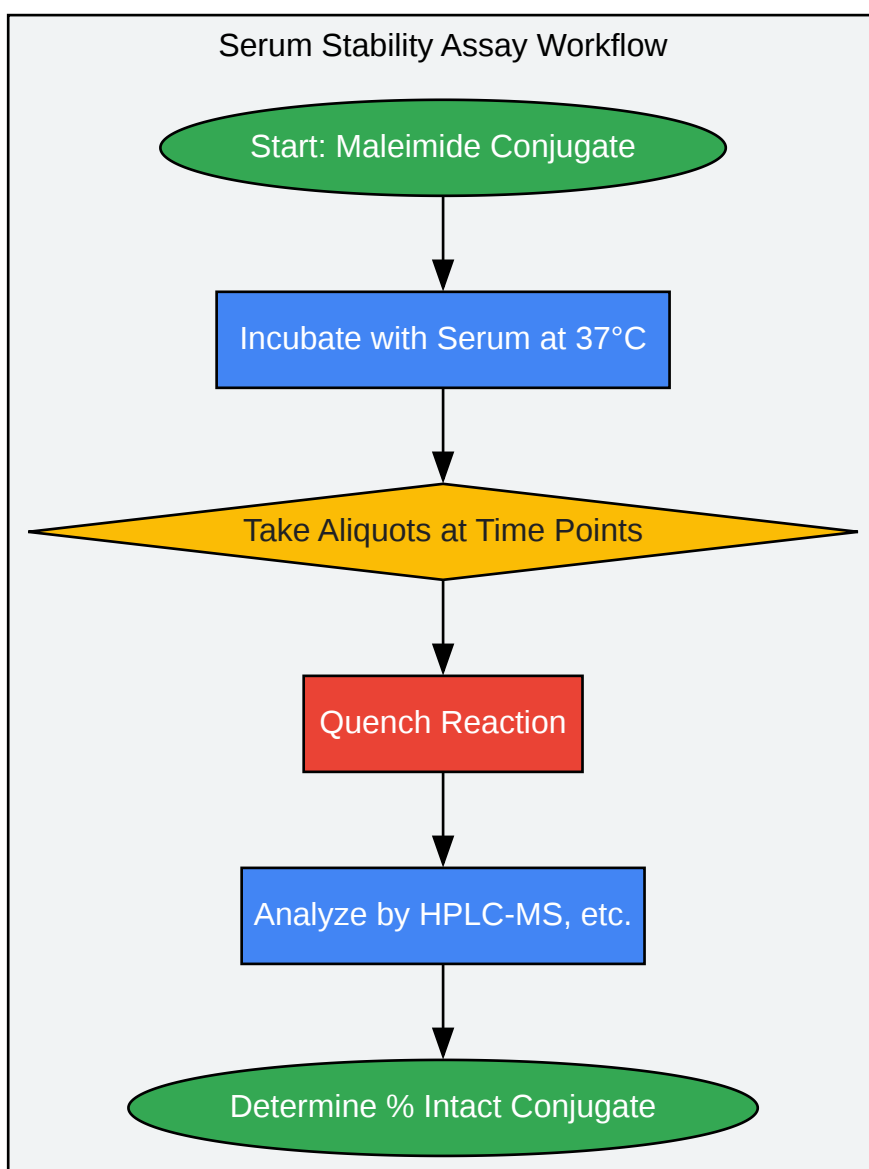 Serum Stability Assay Workflow
Start: Maleimide Conjugate
Incubate with Serum at 37°C
Take Aliquots at Time Points
Quench Reaction
Analyze by HPLC-MS, etc.
Determine % Intact Conjugate